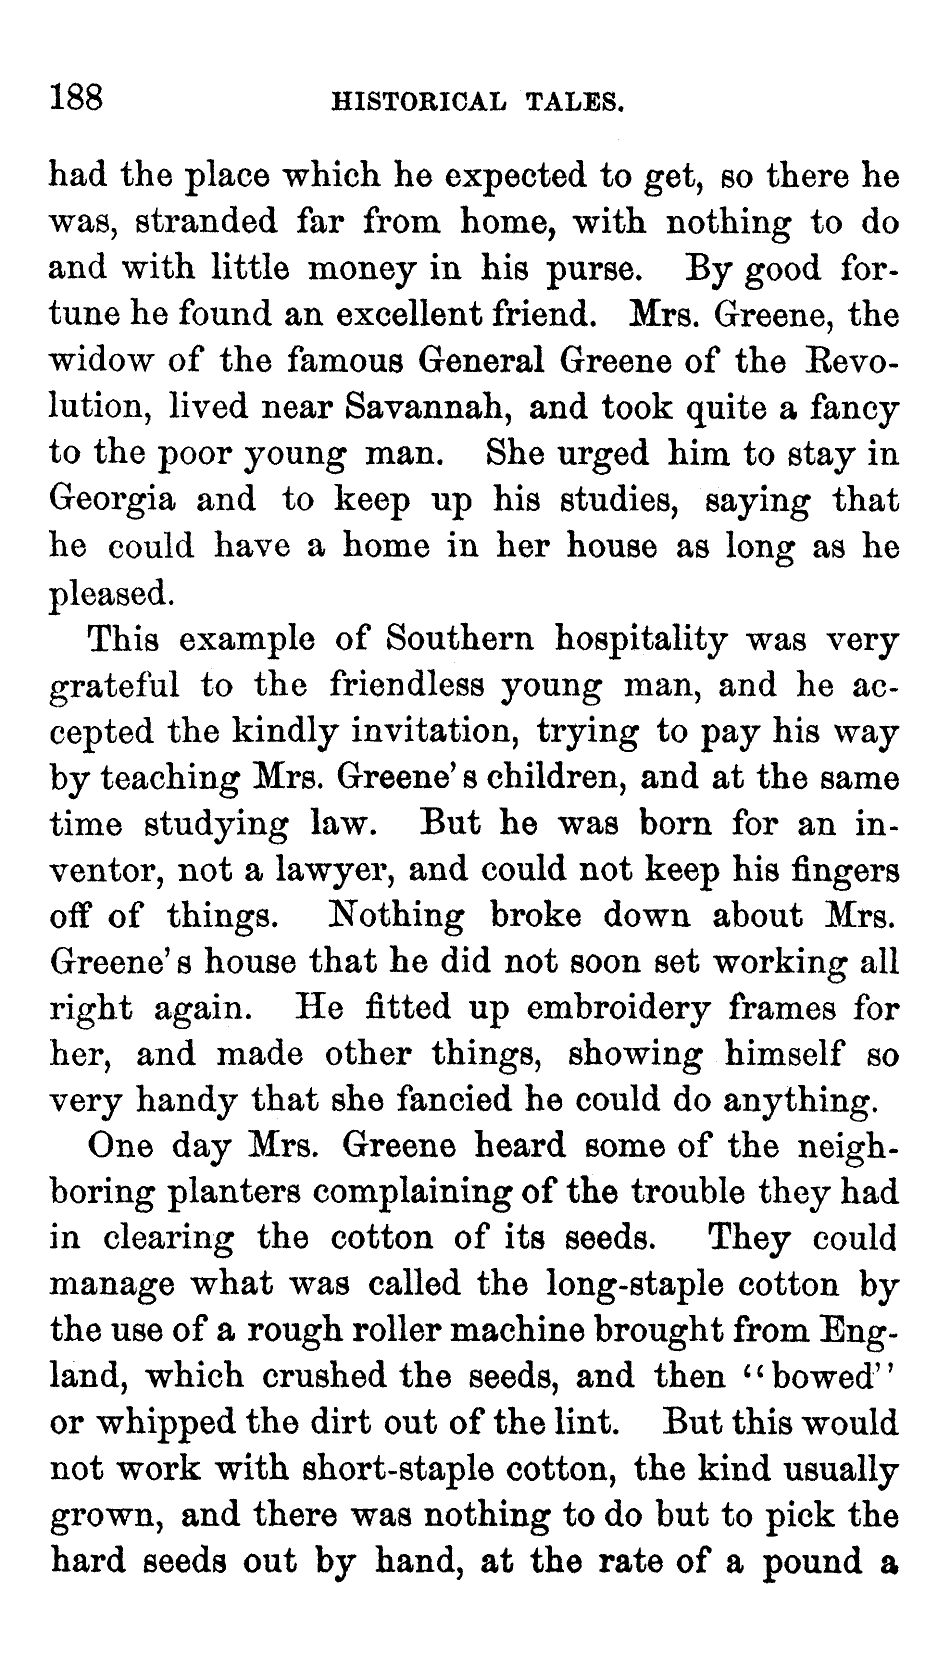 188 HISTORICAL TALES.
had the place which he expected to get, so there he
was, stranded far from home, with nothing to do
and with little money in his purse. By good for-
tune he found an excellent friend. Mrs. Greene, the
widow of the famous General Greene of the Revo-
lution, lived near Savannah, and took quite a fancy
to the poor young man. She urged him to stay in
Georgia and to keep up his studies, saying that
he could have a home in her house as long as he
pleased.
This example of Southern hospitality was very
grateful to the friendless young man, and he ac-
cepted the kindly invitation, trying to pay his way
by teaching Mrs. Greene's children, and at the same
time studying law. But he was born for an in-
ventor, not a lawyer, and could not keep his fingers
off of things. Nothing broke down about Mrs.
Greene's house that he did not soon set working all
right again. He fitted up embroidery frames for
her, and made other things, showing himself so
very handy that she fancied he could do anything.
One day Mrs. Greene heard some of the neigh-
boring planters complaining of the trouble they had
in clearing the cotton of its seeds. They could
manage what was called the long-staple cotton by
the use of a rough roller machine brought from Eng-
land, which crushed the seeds, and then “bowed”
or whipped the dirt out of the lint. But this would
not work with short-staple cotton, the kind usually
grown, and there was nothing to do but to pick the
hard seeds out by hand, at the rate of a pound a